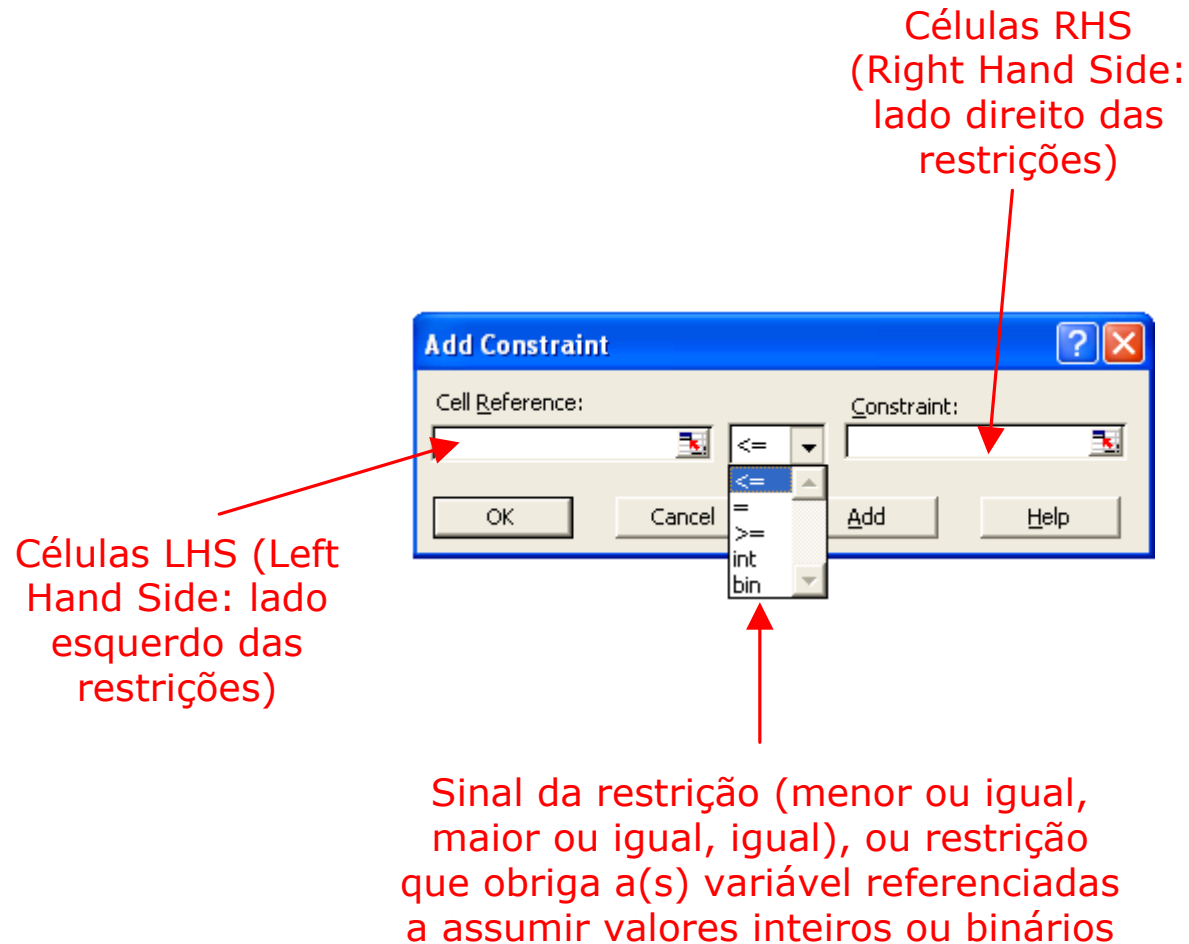 Células RHS
(Right Hand Side:
lado direito das
restrições)
Add Constraint
Cell Reference:
Constraint:
<=
<=
=
>=
int
bin
OK
Cancel
Add
Help
Células LHS (Left
Hand Side: lado
esquerdo das
restrições)
Sinal da restrição (menor ou igual,
maior ou igual, igual), ou restrição
que obriga a(s) variável referenciadas
a assumir valores inteiros ou binários